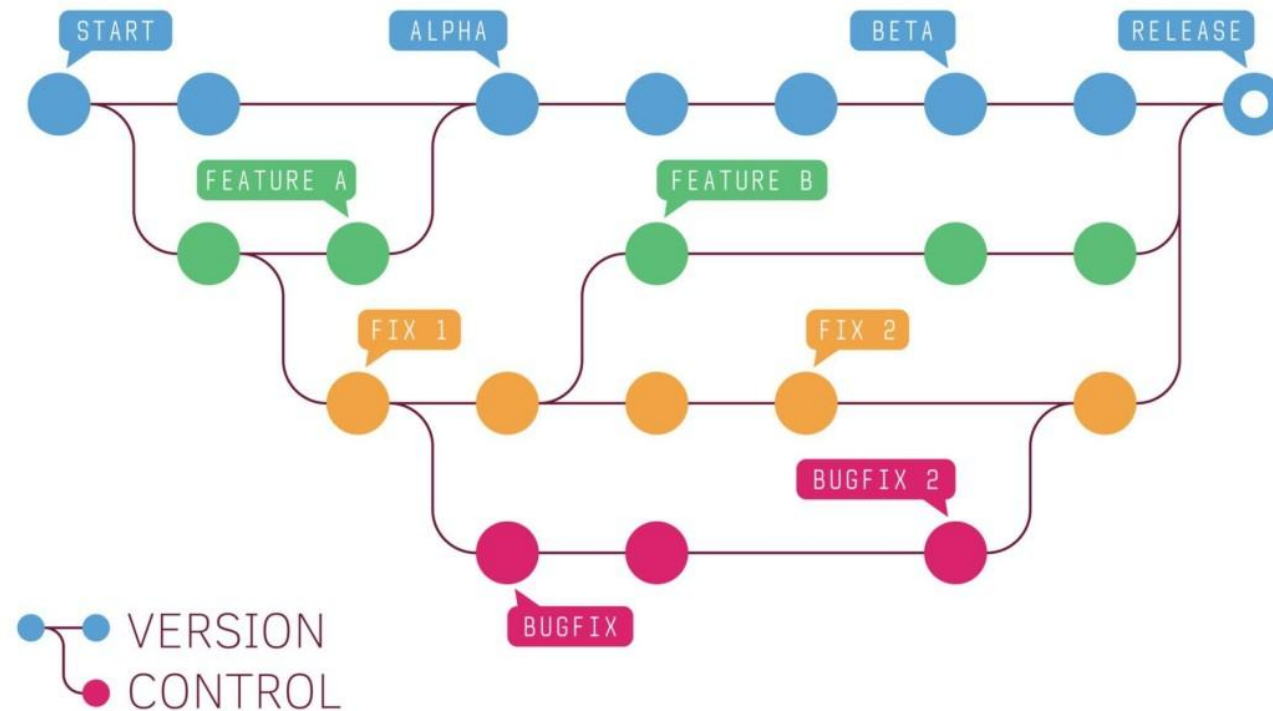 START
ALPHA
BETA
RELEASE
FEATURE A
FEATURE B
FIX 1
FIX 2
BUGFIX 2
BUGFIX
VERSION
CONTROL